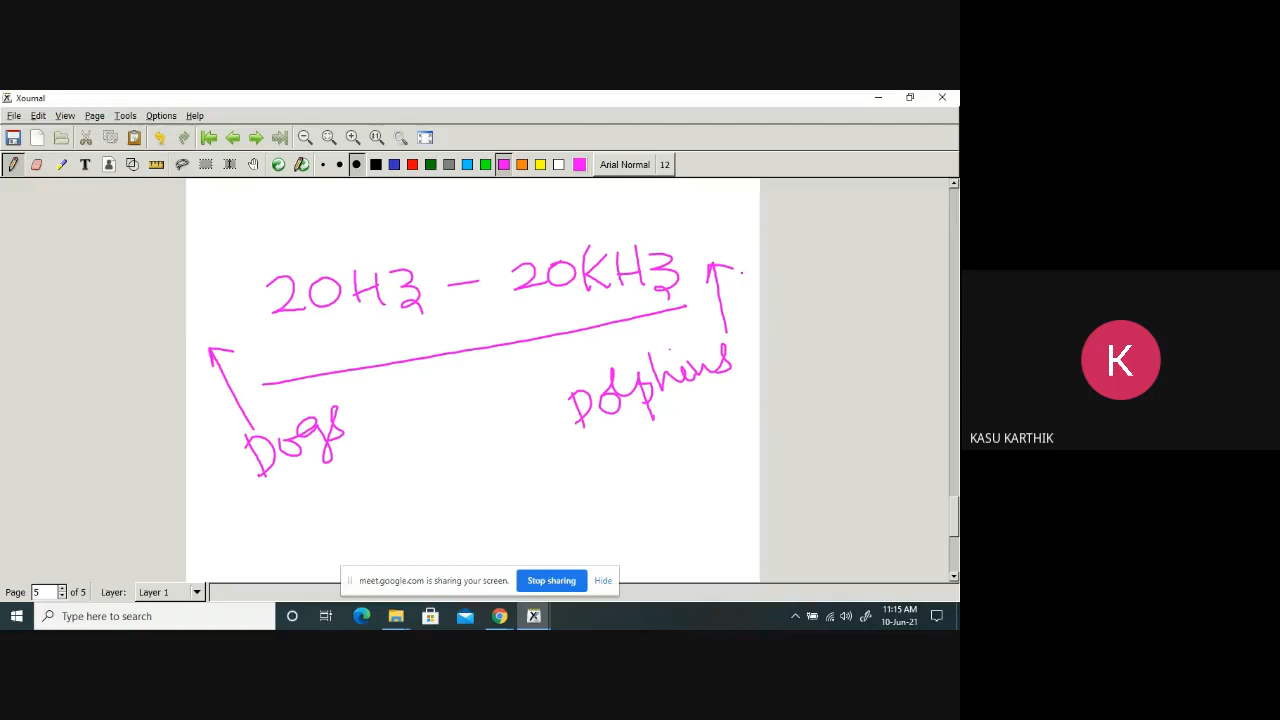 Xournal
File Edit View Page Tools Options Help
Arial Normal 12
20HZ - 20KHZ
Dogs
Dolphins
K
KASU KARTHIK
meet.google.com is sharing your screen. Stop sharing Hide
Page 5 of 5 Layer: Layer 1
Type here to search
11:15 AM
10-Jun-21